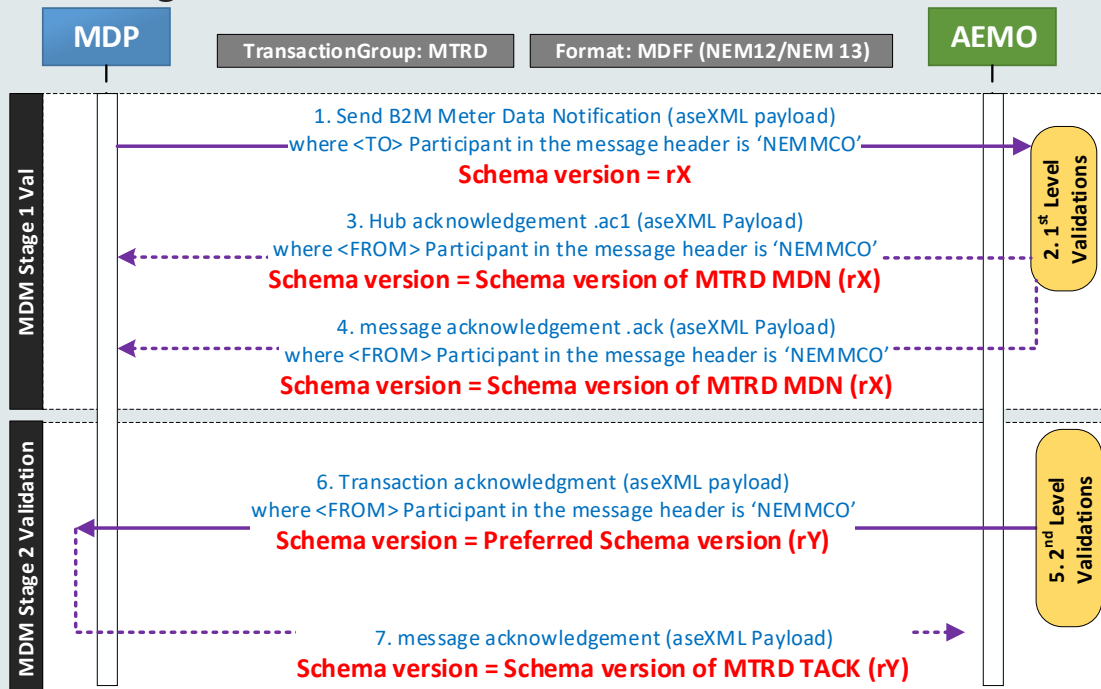 MDP
TransactionGroup: MTRD
Format: MDFF (NEM12/NEM 13)
AEMO
MDM Stage 1 Val
1. Send B2M Meter Data Notification (aseXML payload)
where <TO> Participant in the message header is ‘NEMMCO’
Schema version = rX
2. 1st Level
Validations
3. Hub acknowledgement .ac1 (aseXML Payload)
where <FROM> Participant in the message header is ‘NEMMCO’
Schema version = Schema version of MTRD MDN (rX)
4. message acknowledgement .ack (aseXML Payload)
where <FROM> Participant in the message header is ‘NEMMCO’
Schema version = Schema version of MTRD MDN (rX)
MDM Stage 2 Validation
5. 2nd Level
Validations
6. Transaction acknowledgment (aseXML payload)
where <FROM> Participant in the message header is ‘NEMMCO’
Schema version = Preferred Schema version (rY)
7. message acknowledgement (aseXML Payload)
Schema version = Schema version of MTRD TACK (rY)